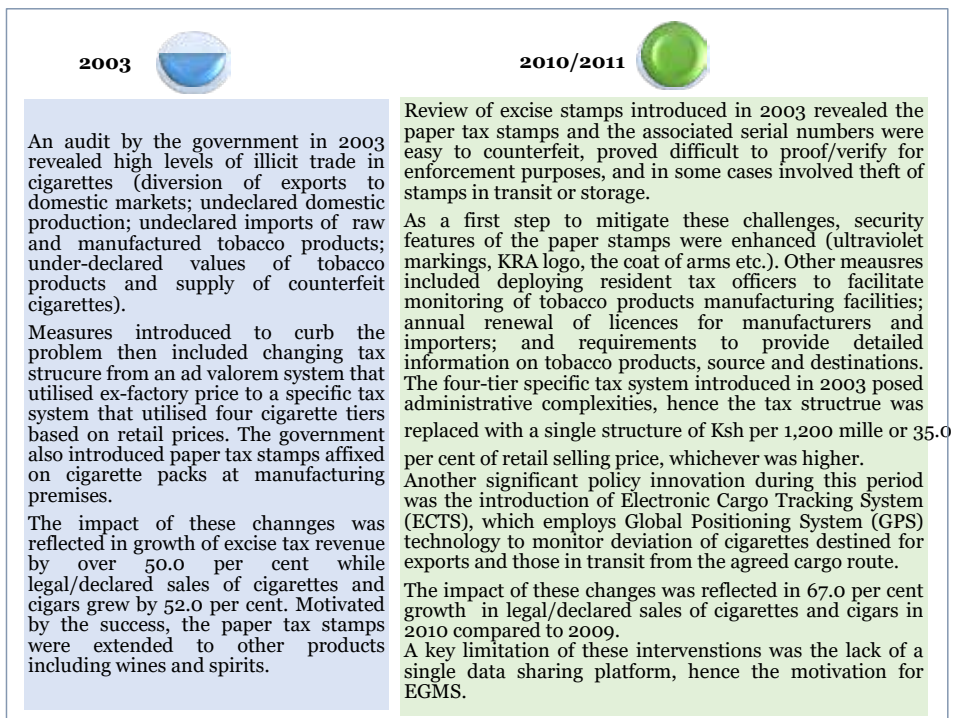 2003
An audit by the government in 2003
revealed high levels of illicit trade in
cigarettes (diversion of exports to
domestic markets; undeclared domestic
production; undeclared imports of raw
and manufactured tobacco products;
under-declared values of tobacco
products and supply of counterfeit
cigarettes).
Measures introduced to curb the
problem then included changing tax
strucure from an ad valorem system that
utilised ex-factory price to a specific tax
system that utilised four cigarette tiers
based on retail prices. The government
also introduced paper tax stamps affixed
on cigarette packs at manufacturing
premises.
The impact of these channges was
reflected in growth of excise tax revenue
by over 50.0 per cent while
legal/declared sales of cigarettes and
cigars grew by 52.0 per cent. Motivated
by the success, the paper tax stamps
were extended to other products
including wines and spirits.
2010/2011
Review of excise stamps introduced in 2003 revealed the
paper tax stamps and the associated serial numbers were
easy to counterfeit, proved difficult to proof/verify for
enforcement purposes, and in some cases involved theft of
stamps in transit or storage.
As a first step to mitigate these challenges, security
features of the paper stamps were enhanced (ultraviolet
markings, KRA logo, the coat of arms etc.). Other meausres
included deploying resident tax officers to facilitate
monitoring of tobacco products manufacturing facilities;
annual renewal of licences for manufacturers and
importers; and requirements to provide detailed
information on tobacco products, source and destinations.
The four-tier specific tax system introduced in 2003 posed
administrative complexities, hence the tax structrue was
replaced with a single structure of Ksh per 1,200 mille or 35.0
per cent of retail selling price, whichever was higher.
Another significant policy innovation during this period
was the introduction of Electronic Cargo Tracking System
(ECTS), which employs Global Positioning System (GPS)
technology to monitor deviation of cigarettes destined for
exports and those in transit from the agreed cargo route.
The impact of these changes was reflected in 67.0 per cent
growth in legal/declared sales of cigarettes and cigars in
2010 compared to 2009.
A key limitation of these intervenstions was the lack of a
single data sharing platform, hence the motivation for
EGMS.